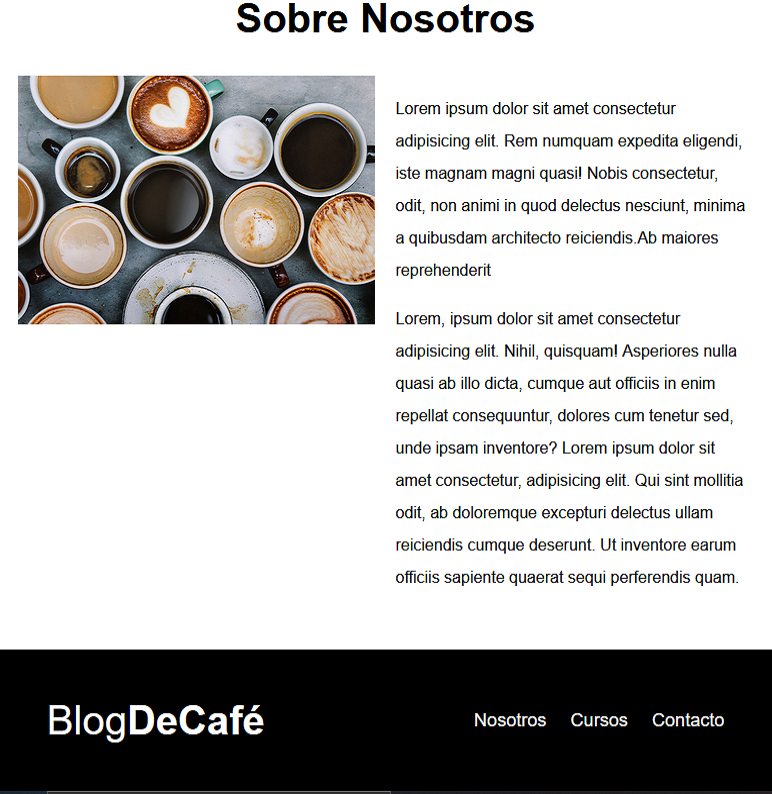 Sobre Nosotros
Lorem ipsum dolor sit amet consectetur
adipisicing elit. Rem numquam expedita eligendi,
iste magnam magni quasi! Nobis consectetur,
odit, non animi in quod delectus nesciunt, minima
a quibusdam architecto reiciendis.Ab maiores
reprehenderit
Lorem, ipsum dolor sit amet consectetur
adipisicing elit. Nihil, quisquam! Asperiores nulla
quasi ab illo dicta, cumque aut officiis in enim
repellat consequuntur, dolores cum tenetur sed,
unde ipsam inventore? Lorem ipsum dolor sit
amet consectetur, adipisicing elit. Qui sint mollitia
odit, ab doloremque excepturi delectus ullam
reiciendis cumque deserunt. Ut inventore earum
officiis sapiente quaerat sequi perferendis quam.
BlogDeCafé
Nosotros Cursos Contacto